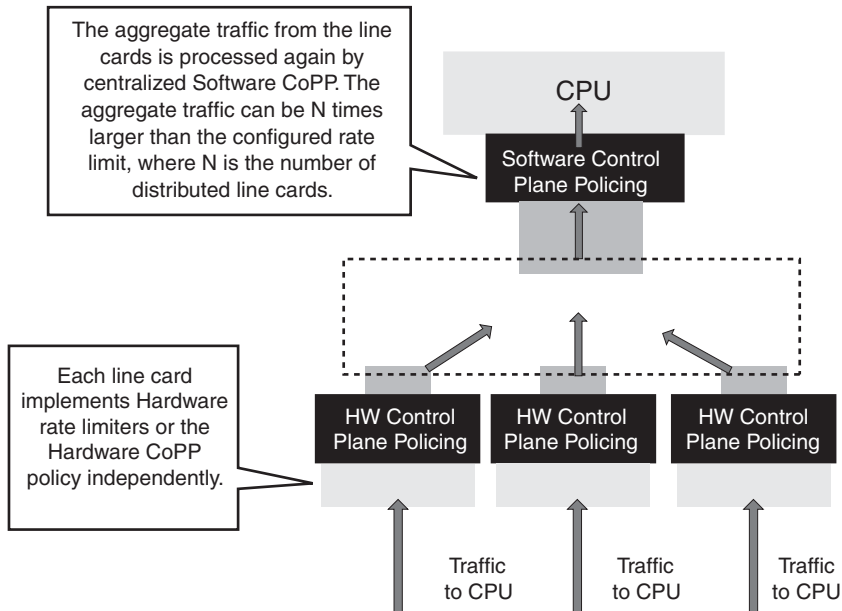 The aggregate traffic from the line
cards is processed again by
centralized Software CoPP. The
aggregate traffic can be N times
larger than the configured rate
limit, where N is the number of
distributed line cards.
CPU
Software Control
Plane Policing
Each line card
implements Hardware
rate limiters or the
Hardware CoPP
policy independently.
HW Control
Plane Policing
HW Control
Plane Policing
HW Control
Plane Policing
Traffic
to CPU
Traffic
to CPU
Traffic
to CPU